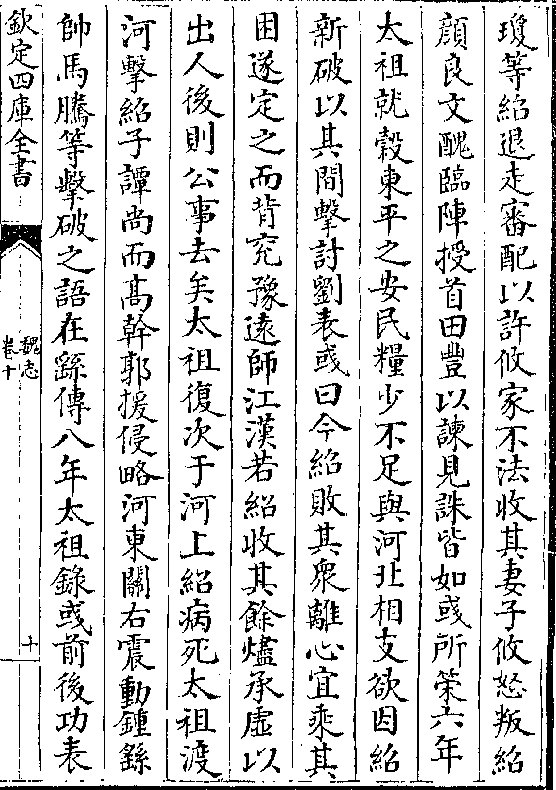 瓊等紹退走審配以許攸家不法收其妻子攸怒叛紹
顔良文醜臨陣授首田豐以諫見誅皆如彧所策六年
太祖就穀東平之安民糧少不足與河北相支欲因紹
新破以其間擊討劉表彧曰今紹敗其衆離心宜乘其
困遂定之而背兖豫遠師江漢若紹收其餘燼承虛以
出人後則公事去矣太祖復次于河上紹病死太祖渡
河擊紹子譚尚而髙幹郭援侵略河東關右震動鍾繇
帥馬騰等擊破之語在繇傳八年太祖錄彧前後功表
欽定四庫全書
魏志
卷十
十